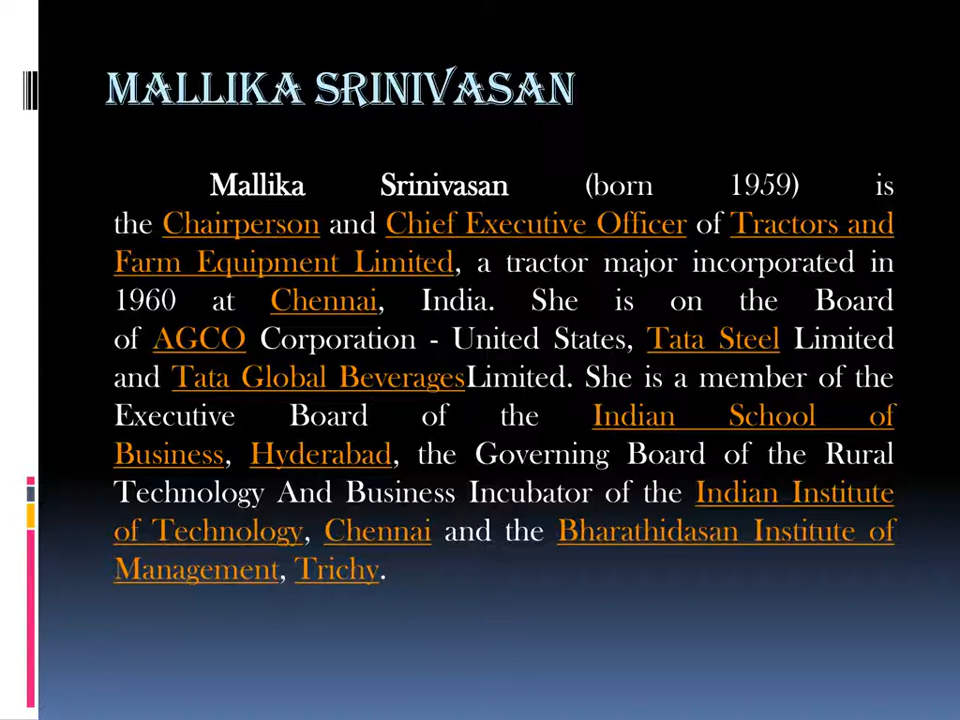 MALLIKA SRINIVASAN
Mallika Srinivasan (born 1959) is
the Chairperson and Chief Executive Officer of Tractors and
Farm Equipment Limited, a tractor major incorporated in
1960 at Chennai, India. She is on the Board
of AGCO Corporation - United States, Tata Steel Limited
and Tata Global BeveragesLimited. She is a member of the
Executive Board of the Indian School of
Business, Hyderabad, the Governing Board of the Rural
Technology And Business Incubator of the Indian Institute
of Technology, Chennai and the Bharathidasan Institute of
Management, Trichy.